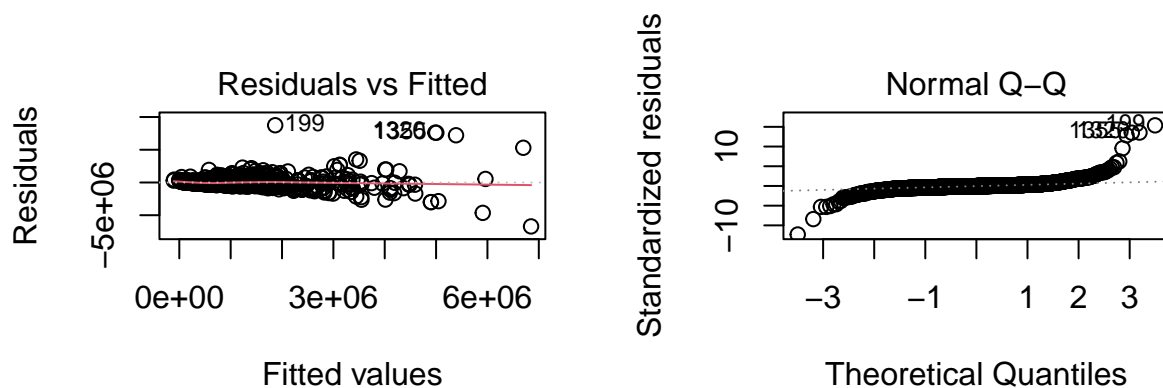 Residuals vs Fitted
Residuals
−5e+06
199
0e+00
3e+06
6e+06
Fitted values
Normal Q−Q
Standardized residuals
−10
10
199
−3
−1
1
2
3
Theoretical Quantiles